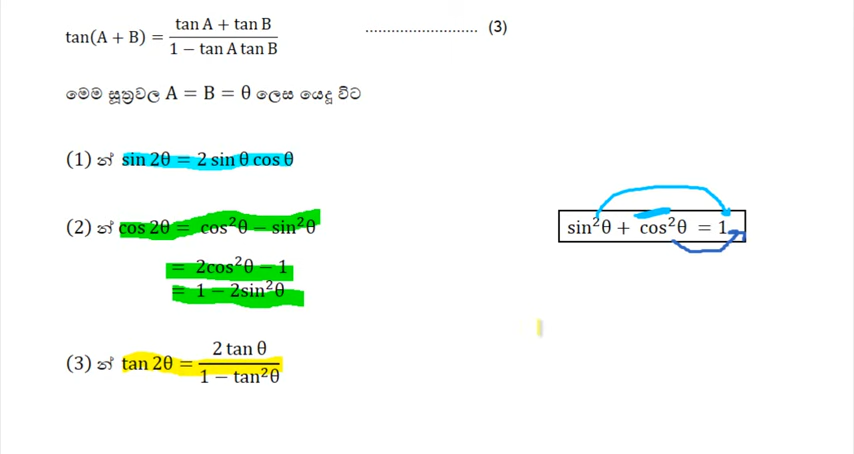 tan(A + B) = (tan A + tan B)/(1 − tan A tan B) ................................ (3)
මෙම සූත්‍රවල A = B = θ ලෙස යෙදූ විට
(1) න් sin 2θ = 2 sin θ cos θ
(2) න් cos 2θ = cos²θ − sin²θ
sin²θ + cos²θ = 1
= 2cos²θ − 1
= 1 − 2sin²θ
(3) න් tan 2θ = (2 tan θ)/(1 − tan²θ)